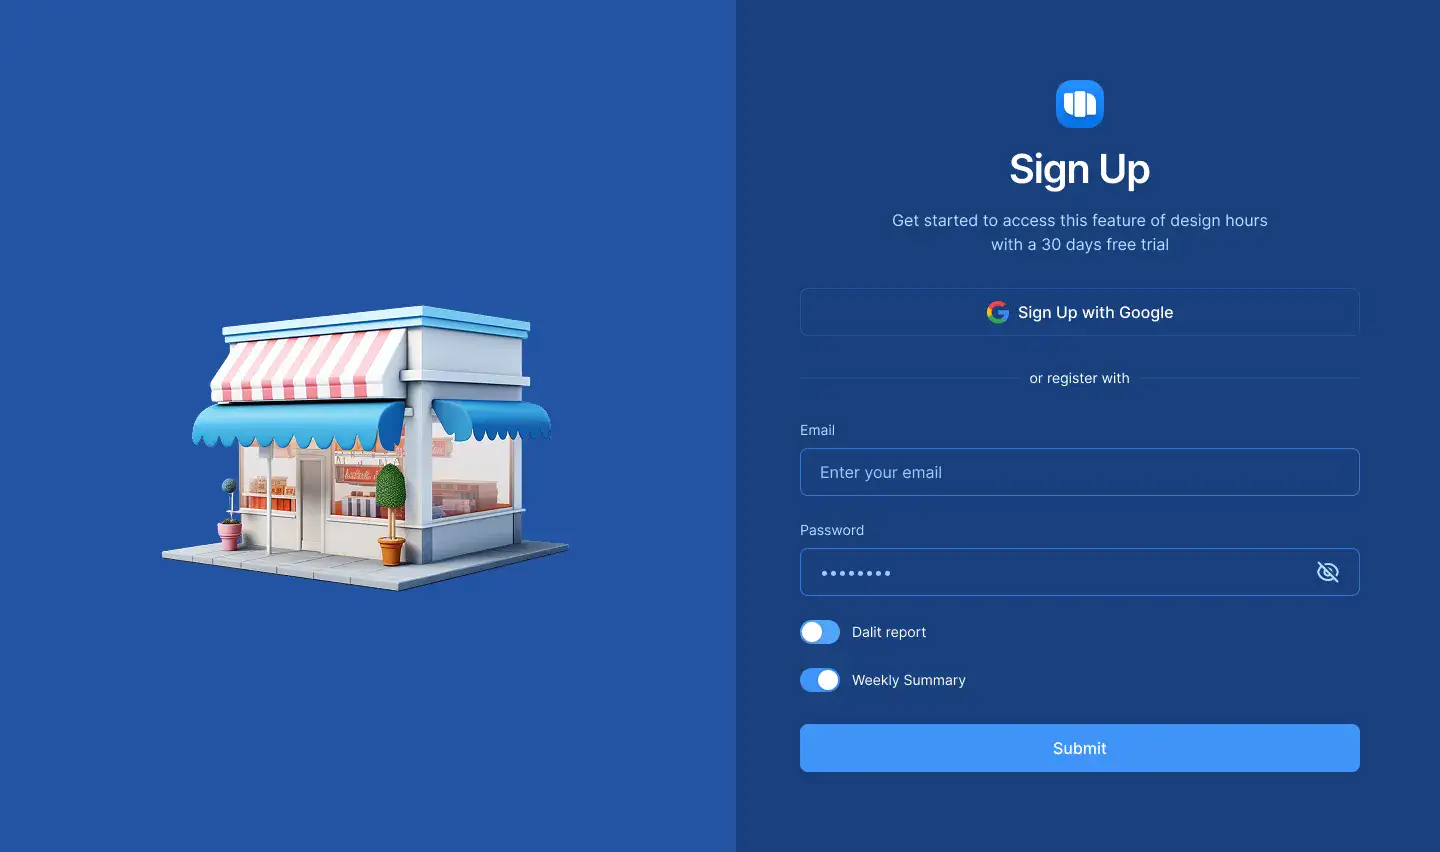 Sign Up
Get started to access this feature of design hours
with a 30 days free trial
Sign Up with Google
or register with
Email
Enter your email
Password
Dalit report
Weekly Summary
Submit